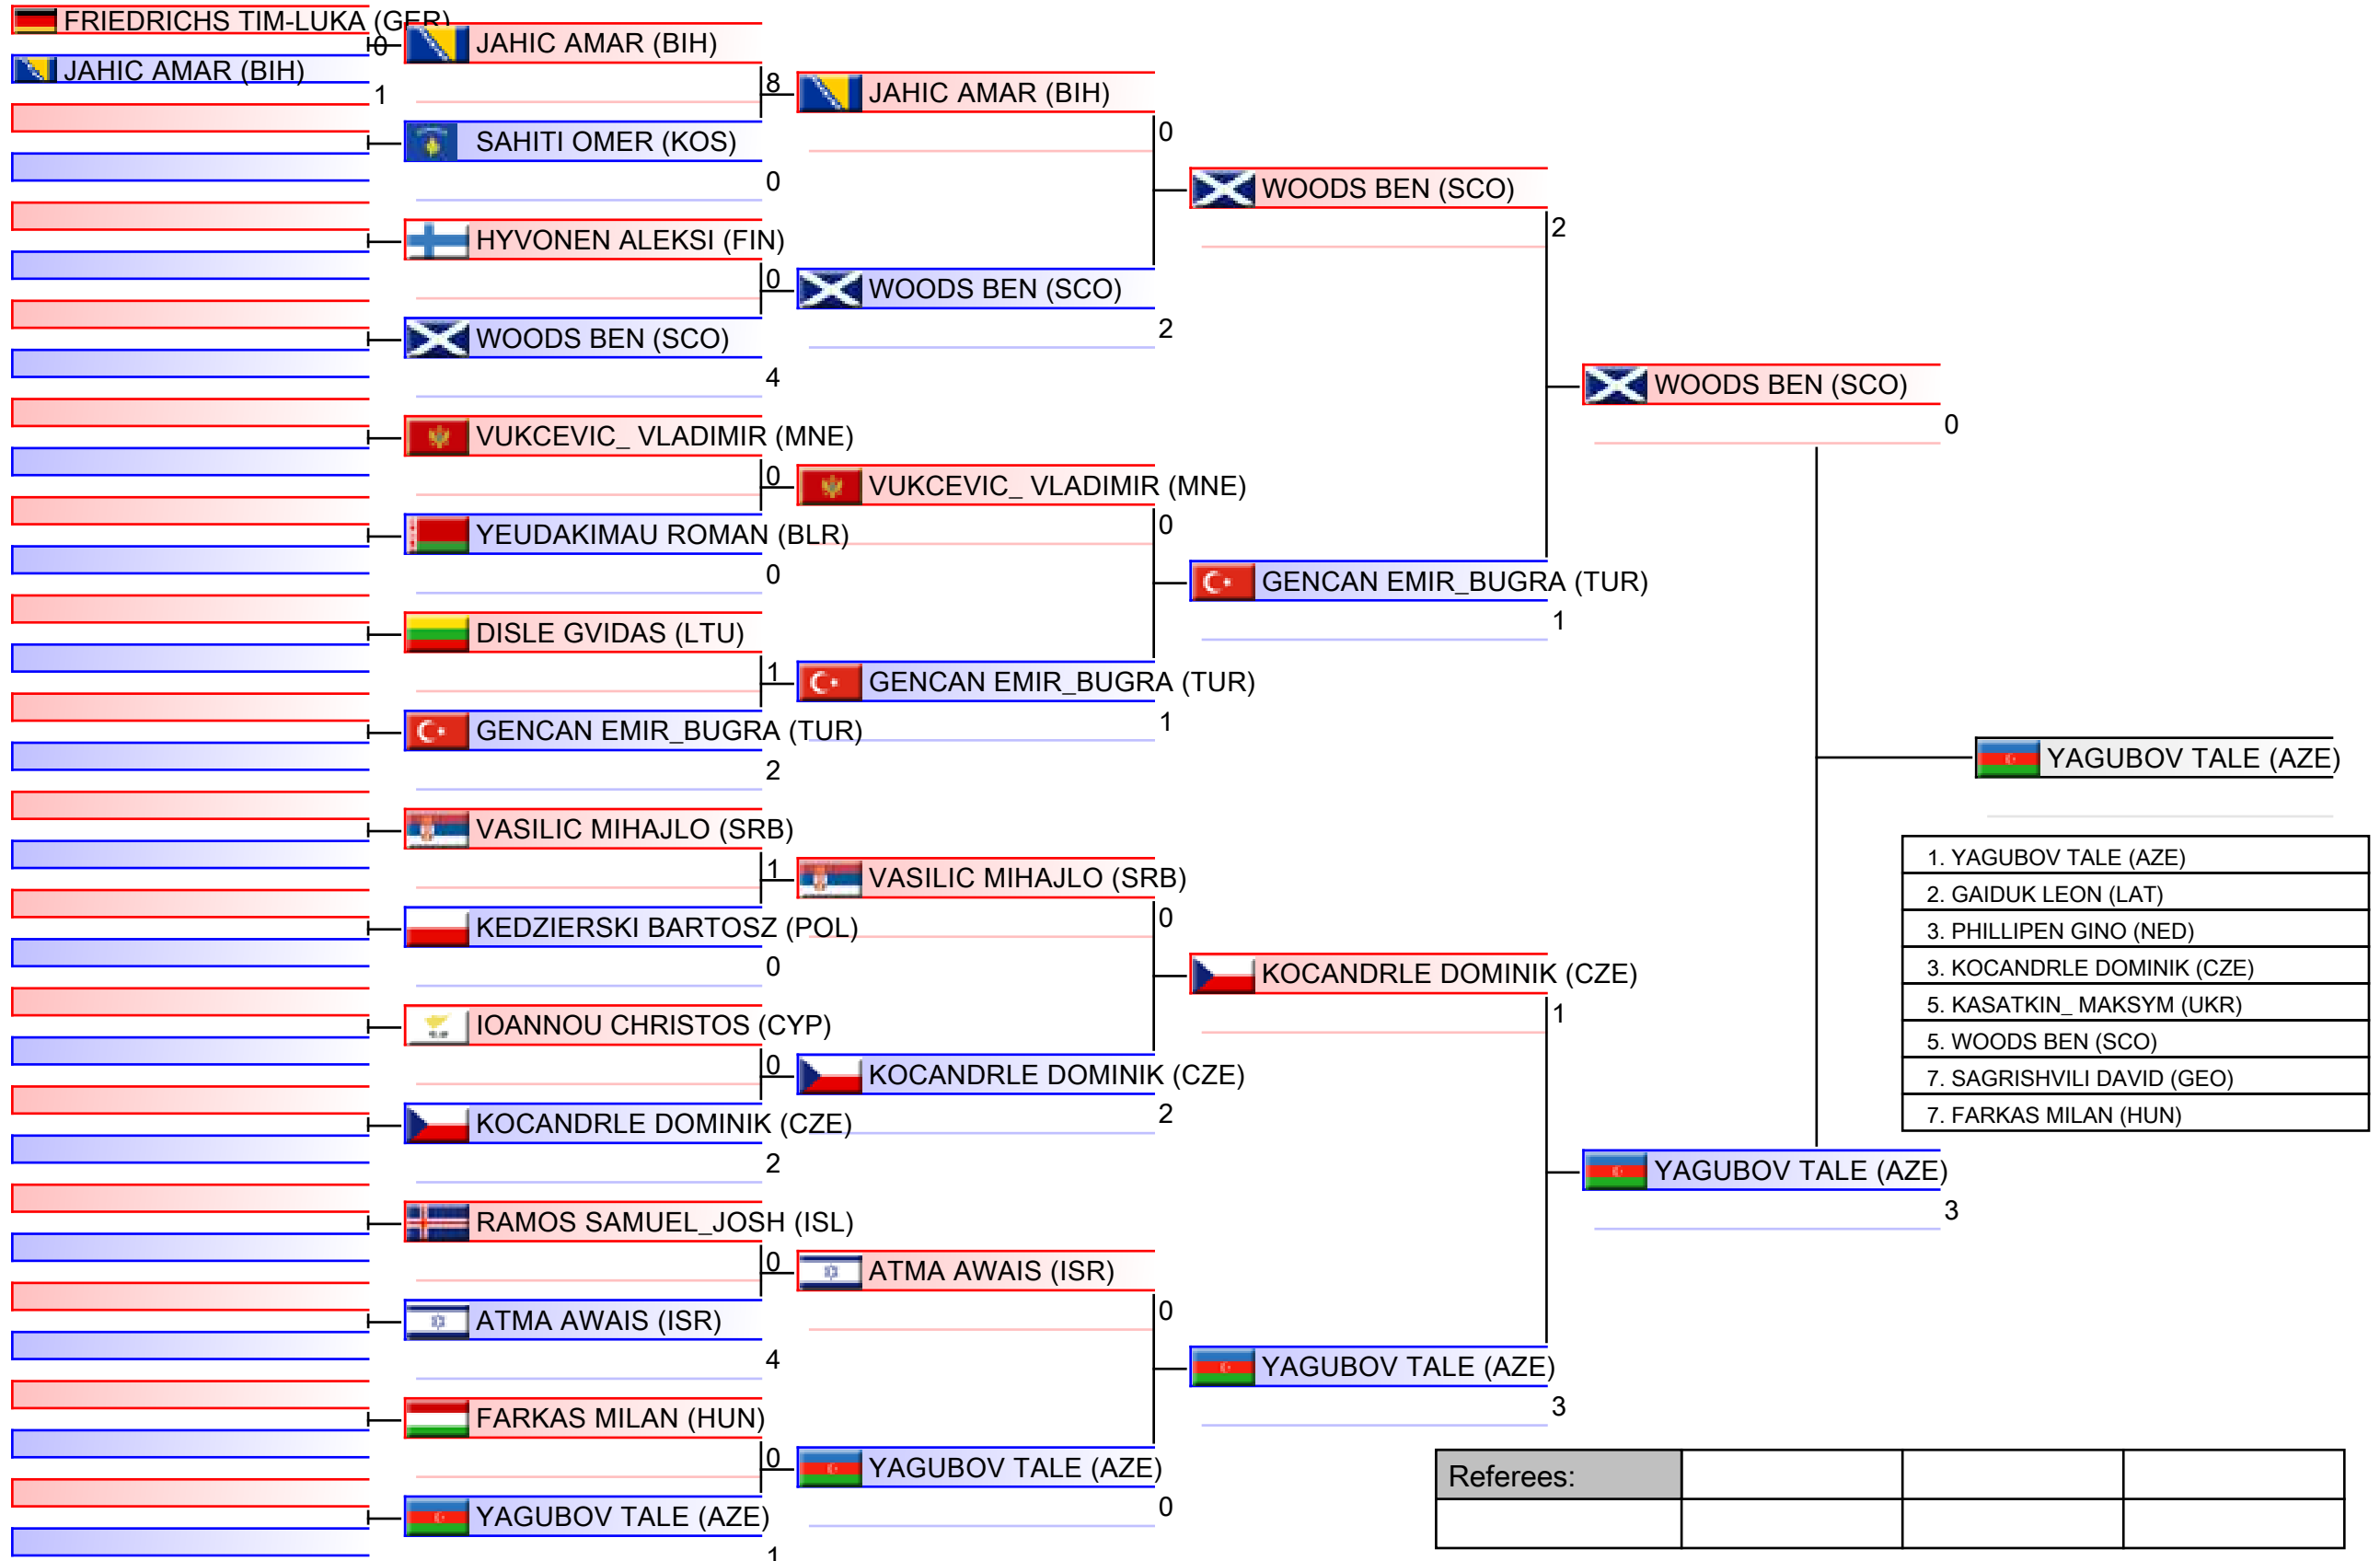 FRIEDRICHS TIM-LUKA (GER)
0
JAHIC AMAR (BIH)
1
JAHIC AMAR (BIH)
8
SAHITI OMER (KOS)
0
HYVONEN ALEKSI (FIN)
0
WOODS BEN (SCO)
4
VUKCEVIC_ VLADIMIR (MNE)
0
YEUDAKIMAU ROMAN (BLR)
0
DISLE GVIDAS (LTU)
1
GENCAN EMIR_BUGRA (TUR)
2
VASILIC MIHAJLO (SRB)
1
KEDZIERSKI BARTOSZ (POL)
0
IOANNOU CHRISTOS (CYP)
0
KOCANDRLE DOMINIK (CZE)
2
RAMOS SAMUEL_JOSH (ISL)
0
ATMA AWAIS (ISR)
4
FARKAS MILAN (HUN)
0
YAGUBOV TALE (AZE)
1
JAHIC AMAR (BIH)
0
WOODS BEN (SCO)
2
VUKCEVIC_ VLADIMIR (MNE)
0
GENCAN EMIR_BUGRA (TUR)
1
VASILIC MIHAJLO (SRB)
0
KOCANDRLE DOMINIK (CZE)
2
ATMA AWAIS (ISR)
0
YAGUBOV TALE (AZE)
0
WOODS BEN (SCO)
2
GENCAN EMIR_BUGRA (TUR)
1
KOCANDRLE DOMINIK (CZE)
1
YAGUBOV TALE (AZE)
3
WOODS BEN (SCO)
0
YAGUBOV TALE (AZE)
3
YAGUBOV TALE (AZE)
1. YAGUBOV TALE (AZE)
2. GAIDUK LEON (LAT)
3. PHILLIPEN GINO (NED)
3. KOCANDRLE DOMINIK (CZE)
5. KASATKIN_ MAKSYM (UKR)
5. WOODS BEN (SCO)
7. SAGRISHVILI DAVID (GEO)
7. FARKAS MILAN (HUN)
Referees: